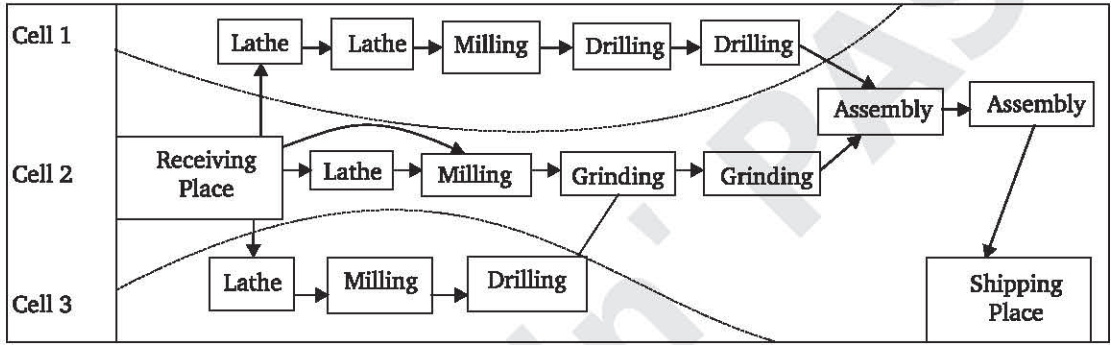 Cell 1
Lathe
Lathe
Milling
Drilling
Drilling
Assembly
Assembly
Cell 2
Receiving
Place
Lathe
Milling
Grinding
Grinding
Cell 3
Lathe
Milling
Drilling
Shipping
Place